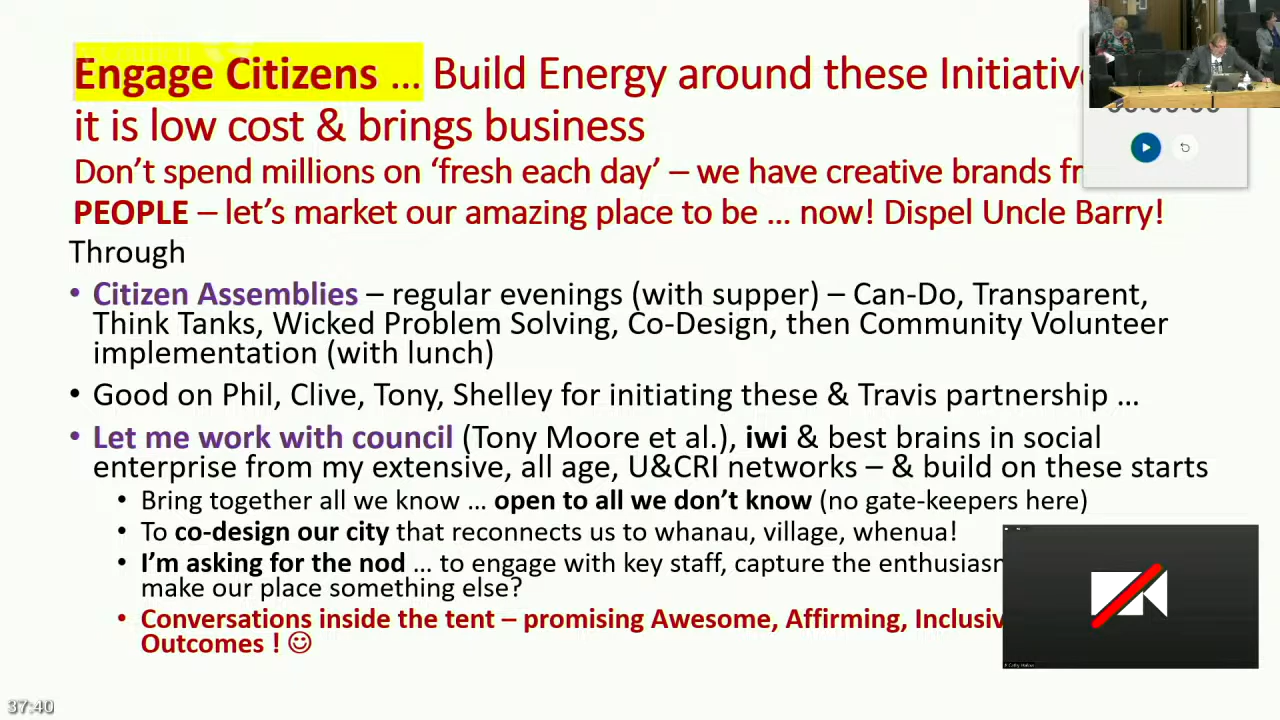 Engage Citizens ... Build Energy around these Initiativ
it is low cost & brings business
Don't spend millions on 'fresh each day' – we have creative brands fr
PEOPLE – let's market our amazing place to be ... now! Dispel Uncle Barry!
Through
• Citizen Assemblies – regular evenings (with supper) – Can-Do, Transparent,
Think Tanks, Wicked Problem Solving, Co-Design, then Community Volunteer
implementation (with lunch)
• Good on Phil, Clive, Tony, Shelley for initiating these & Travis partnership ...
• Let me work with council (Tony Moore et al.), iwi & best brains in social
enterprise from my extensive, all age, U&CRI networks – & build on these starts
• Bring together all we know ... open to all we don't know (no gate-keepers here)
• To co-design our city that reconnects us to whanau, village, whenua!
• I'm asking for the nod ... to engage with key staff, capture the enthusiasm
make our place something else?
• Conversations inside the tent – promising Awesome, Affirming, Inclusiv
Outcomes ! ☺
37:40